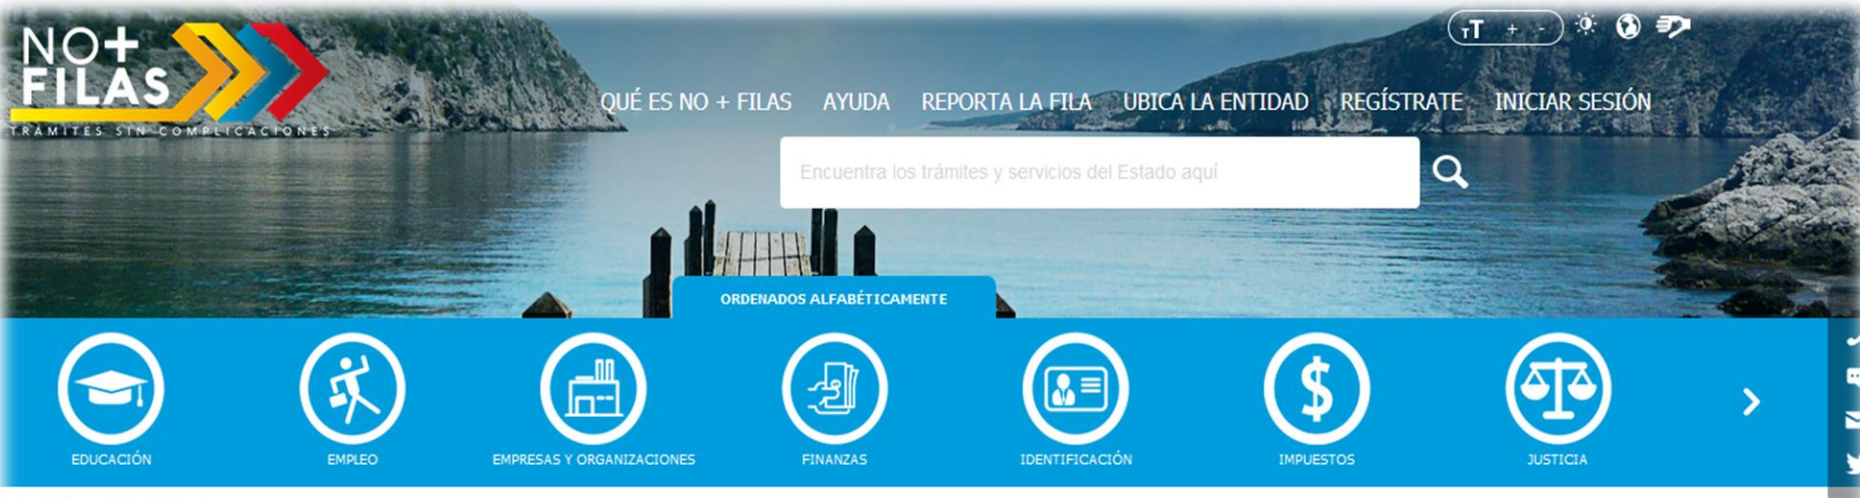 NO+
FILAS
TRÁMITES SIN COMPLICACIONES
TT + -
QUÉ ES NO + FILAS AYUDA REPORTA LA FILA UBICA LA ENTIDAD REGÍSTRATE INICIAR SESIÓN
Encuentra los trámites y servicios del Estado aquí
ORDENADOS ALFABÉTICAMENTE
EDUCACIÓN EMPLEO EMPRESAS Y ORGANIZACIONES FINANZAS IDENTIFICACIÓN IMPUESTOS JUSTICIA